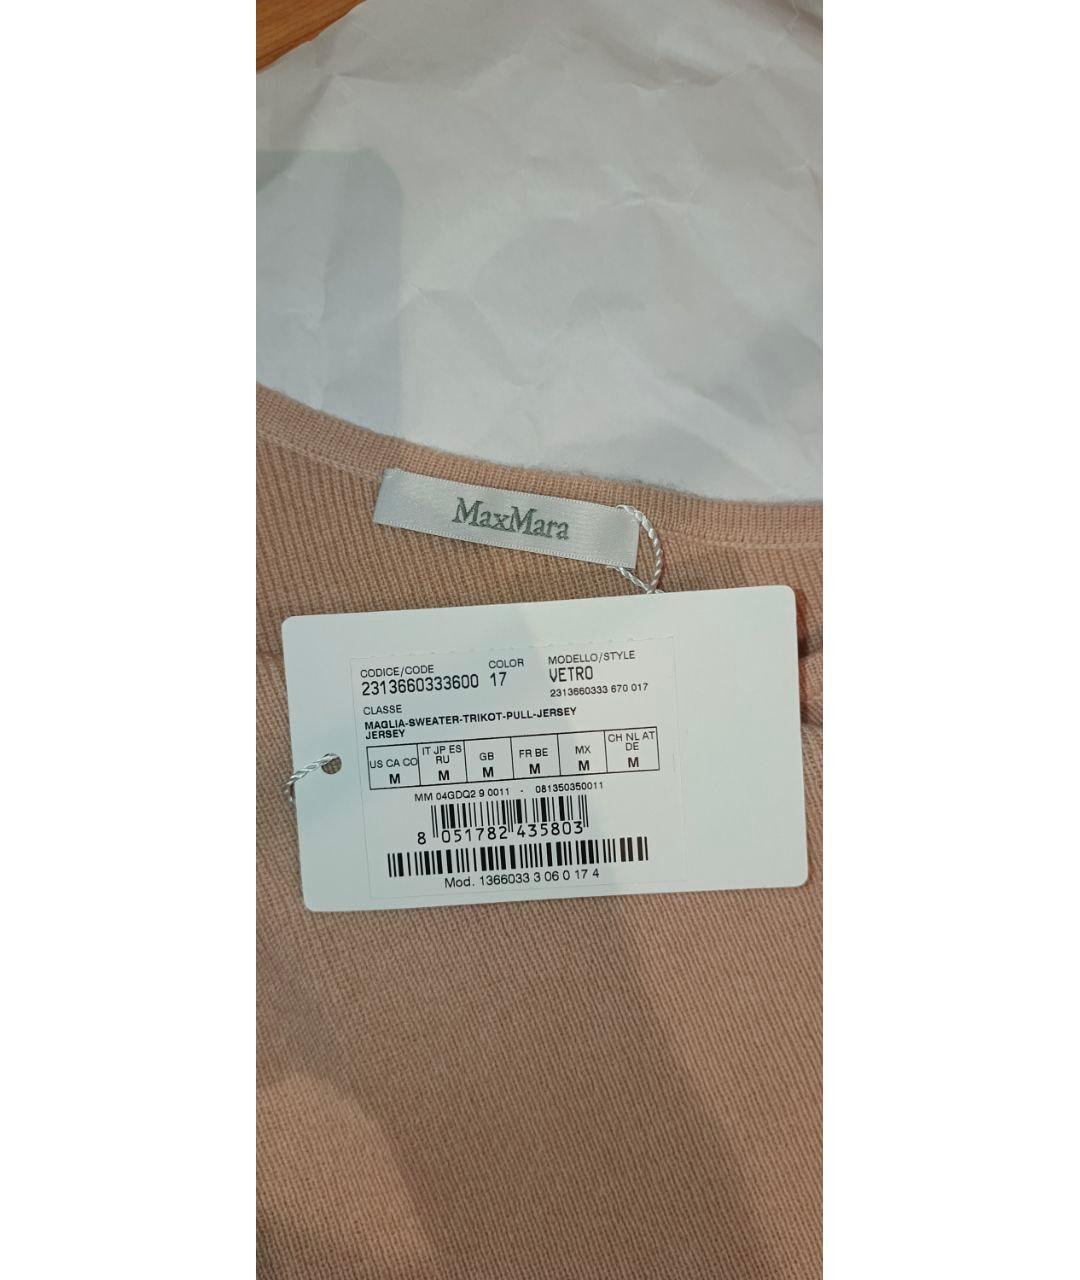 MaxMara
CODICE/CODE COLOR MODELLO/STYLE
2313660333600 17 VETRO
2313660333 670 017
CLASSE
MAGLIA-SWEATER-TRIKOT-PULL-JERSEY
JERSEY
US CA CO IT JP ES RU GB FR BE MX CH NL AT DE
M M M M M M
MM 04GDQ2 9 0011 - 081350350011
8 051782 435803
Mod. 1366033 3 06 0 17 4